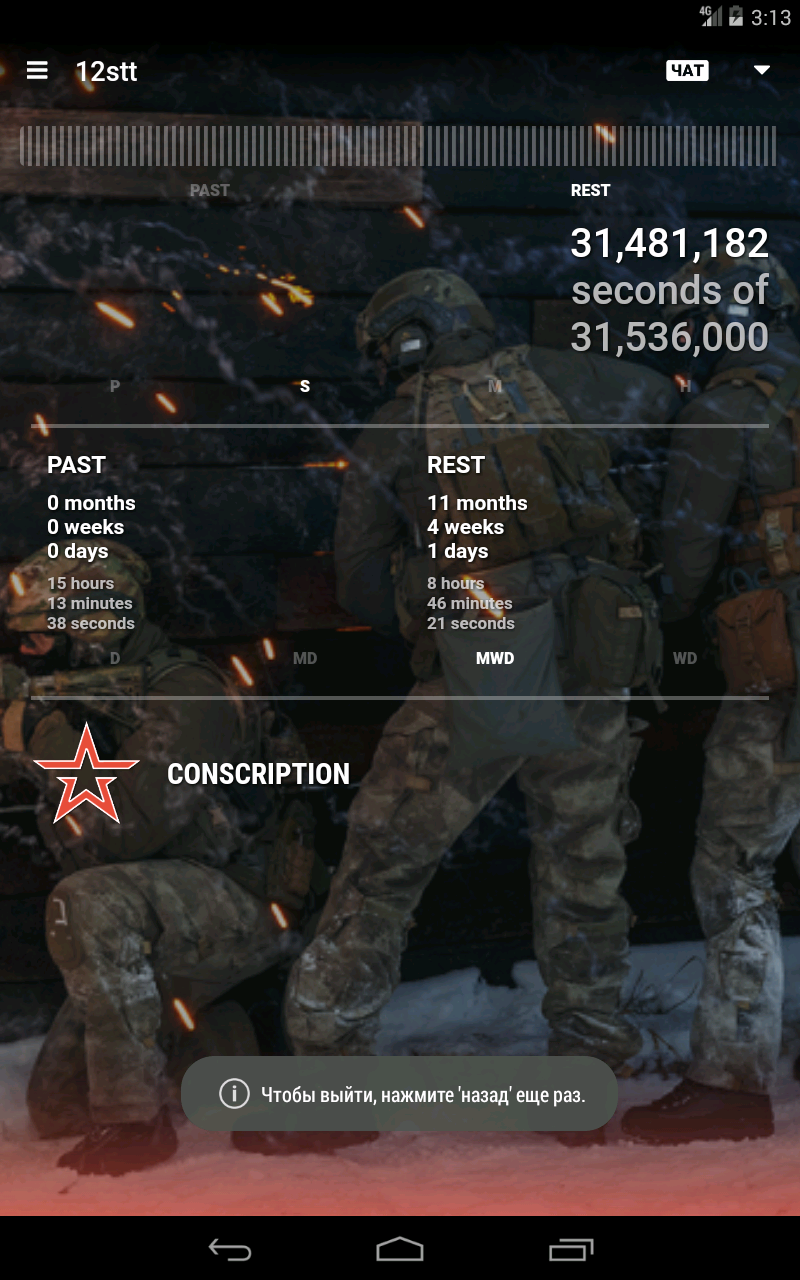 4G 3:13
12stt ЧАТ
PAST REST
31,481,182
seconds of
31,536,000
P S M H
PAST REST
0 months 11 months
0 weeks 4 weeks
0 days 1 days
15 hours 8 hours
13 minutes 46 minutes
38 seconds 21 seconds
D MD MWD WD
CONSCRIPTION
Чтобы выйти, нажмите 'назад' еще раз.